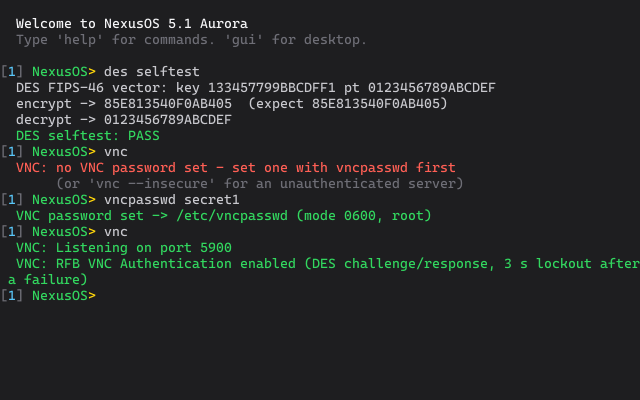 Welcome to NexusOS 5.1 Aurora
Type 'help' for commands. 'gui' for desktop.
[1] NexusOS> des selftest
DES FIPS-46 vector: key 133457799BBCDFF1 pt 0123456789ABCDEF
encrypt -> 85E813540F0AB405  (expect 85E813540F0AB405)
decrypt -> 0123456789ABCDEF
DES selftest: PASS
[1] NexusOS> vnc
VNC: no VNC password set - set one with vncpasswd first
(or 'vnc --insecure' for an unauthenticated server)
[1] NexusOS> vncpasswd secret1
VNC password set -> /etc/vncpasswd (mode 0600, root)
[1] NexusOS> vnc
VNC: Listening on port 5900
VNC: RFB VNC Authentication enabled (DES challenge/response, 3 s lockout after
a failure)
[1] NexusOS>